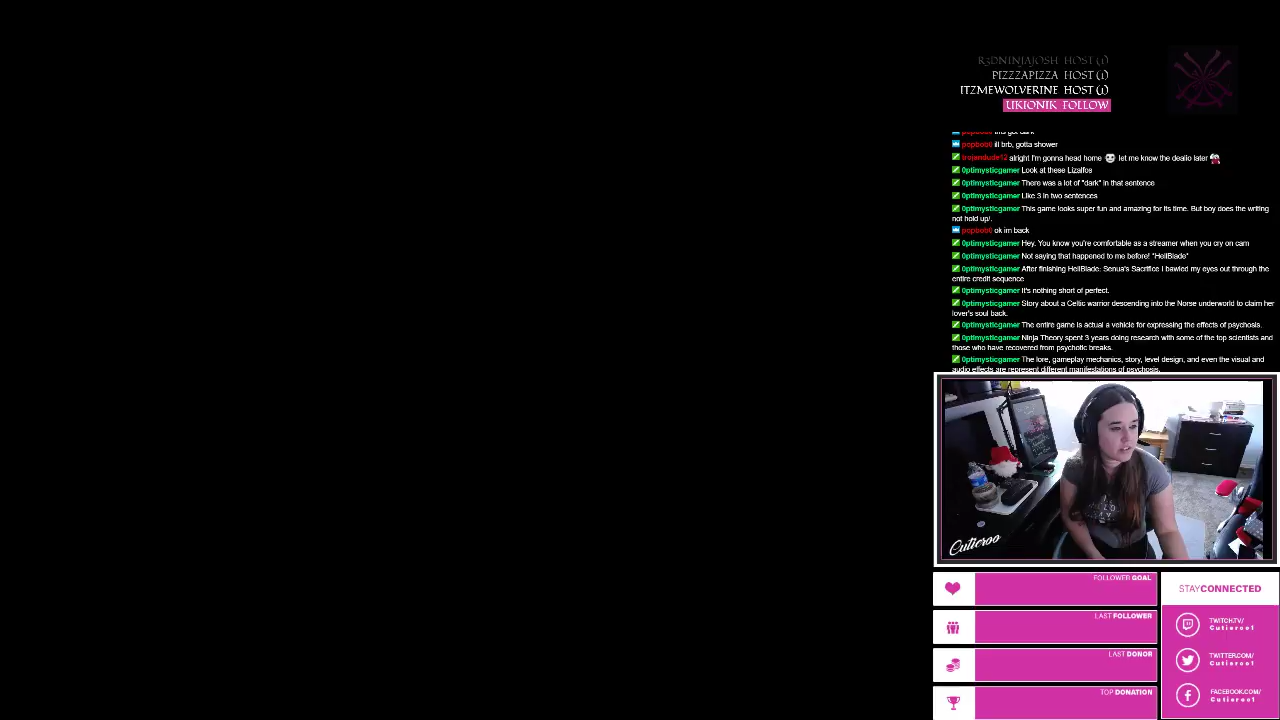 R3DNINJAJOSH HOST (1)
PIZZZAPIZZA HOST (1)
ITZMEWOLVERINE HOST (1)
UKIONIK FOLLOW
popbob6 ill brb, gotta shower
trojandude12 alright I'm gonna head home let me know the dealio later
0ptimysticgamer Look at these Lizalfos
0ptimysticgamer There was a lot of "dark" in that sentence
0ptimysticgamer Like 3 in two sentences
0ptimysticgamer This game looks super fun and amazing for its time. But boy does the writing
not hold up/.
popbob6 ok im back
0ptimysticgamer Hey. You know you're comfortable as a streamer when you cry on cam
0ptimysticgamer Not saying that happened to me before! *HellBlade*
0ptimysticgamer After finishing HellBlade: Senua's Sacrifice I bawled my eyes out through the
entire credit sequence
0ptimysticgamer It's nothing short of perfect.
0ptimysticgamer Story about a Celtic warrior descending into the Norse underworld to claim her
lover's soul back.
0ptimysticgamer The entire game is actual a vehicle for expressing the effects of psychosis.
0ptimysticgamer Ninja Theory spent 3 years doing research with some of the top scientists and
those who have recovered from psychotic breaks.
0ptimysticgamer The lore, gameplay mechanics, story, level design, and even the visual and
audio effects are represent different manifestations of psychosis.
Cutieroo
FOLLOWER GOAL
LAST FOLLOWER
LAST DONOR
TOP DONATION
STAYCONNECTED
TWITCH.TV/
Cutieroo1
TWITTER.COM/
Cutieroo1
FACEBOOK.COM/
Cutieroo1